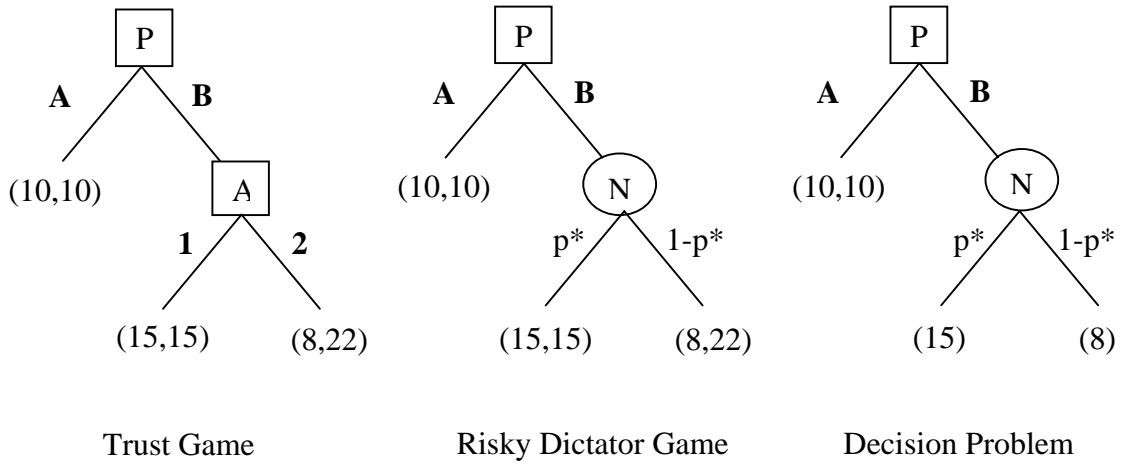 P P P
A B A B A B
(10,10) A (10,10) N (10,10) N
1 2 p* 1-p* p* 1-p*
(15,15) (8,22) (15,15) (8,22) (15) (8)
Trust Game Risky Dictator Game Decision Problem